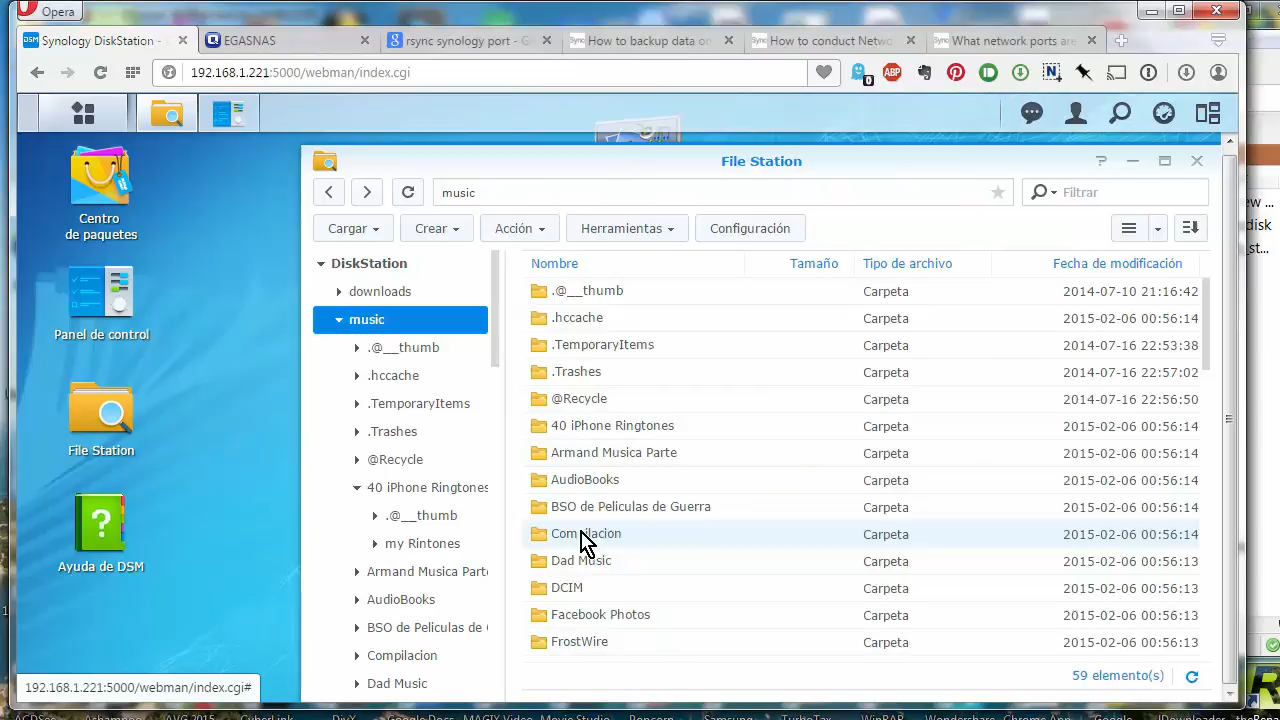 Opera
DSM Synology DiskStation -
EGASNAS
rsync synology port - G
How to backup data o
How to conduct Netwo
What network ports are
192.168.1.221:5000/webman/index.cgi
0
ABP
File Station
music
Filtrar
Cargar
Crear
Acción
Herramientas
Configuración
Centro
de paquetes
Panel de control
File Station
Ayuda de DSM
DiskStation
downloads
music
.@__thumb
.hccache
.TemporaryItems
.Trashes
@Recycle
40 iPhone Ringtones
.@__thumb
my Rintones
Armand Musica Parte
AudioBooks
BSO de Peliculas de
Compilacion
Dad Music
Nombre Tamaño Tipo de archivo Fecha de modificación
.@__thumb Carpeta 2014-07-10 21:16:42
.hccache Carpeta 2015-02-06 00:56:14
.TemporaryItems Carpeta 2014-07-16 22:53:38
.Trashes Carpeta 2014-07-16 22:57:02
@Recycle Carpeta 2014-07-16 22:56:50
40 iPhone Ringtones Carpeta 2015-02-06 00:56:14
Armand Musica Parte Carpeta 2015-02-06 00:56:14
AudioBooks Carpeta 2015-02-06 00:56:14
BSO de Peliculas de Guerra Carpeta 2015-02-06 00:56:14
Compilacion Carpeta 2015-02-06 00:56:14
Dad Music Carpeta 2015-02-06 00:56:13
DCIM Carpeta 2015-02-06 00:56:13
Facebook Photos Carpeta 2015-02-06 00:56:13
FrostWire Carpeta 2015-02-06 00:56:13
59 elemento(s)
192.168.1.221:5000/webman/index.cgi#
ew ...
disk
_st...